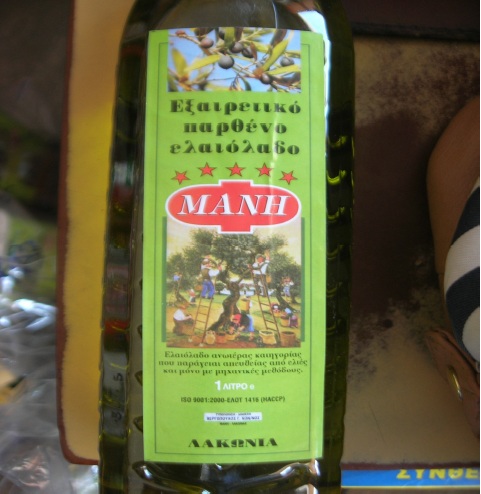 Εξαιρετικό
παρθένο
ελαιόλαδο
ΜΑΝΗ
Ελαιόλαδο ανωτέρας κατηγορίας
που παράγεται απευθείας από ελιές
και μόνο με μηχανικές μεθόδους.
1 ΛΙΤΡΟ e
ISO 9001:2000-ΕΛΟΤ 1416 (HACCP)
ΛΑΚΩΝΙΑ
ΣΥΝΘΕ